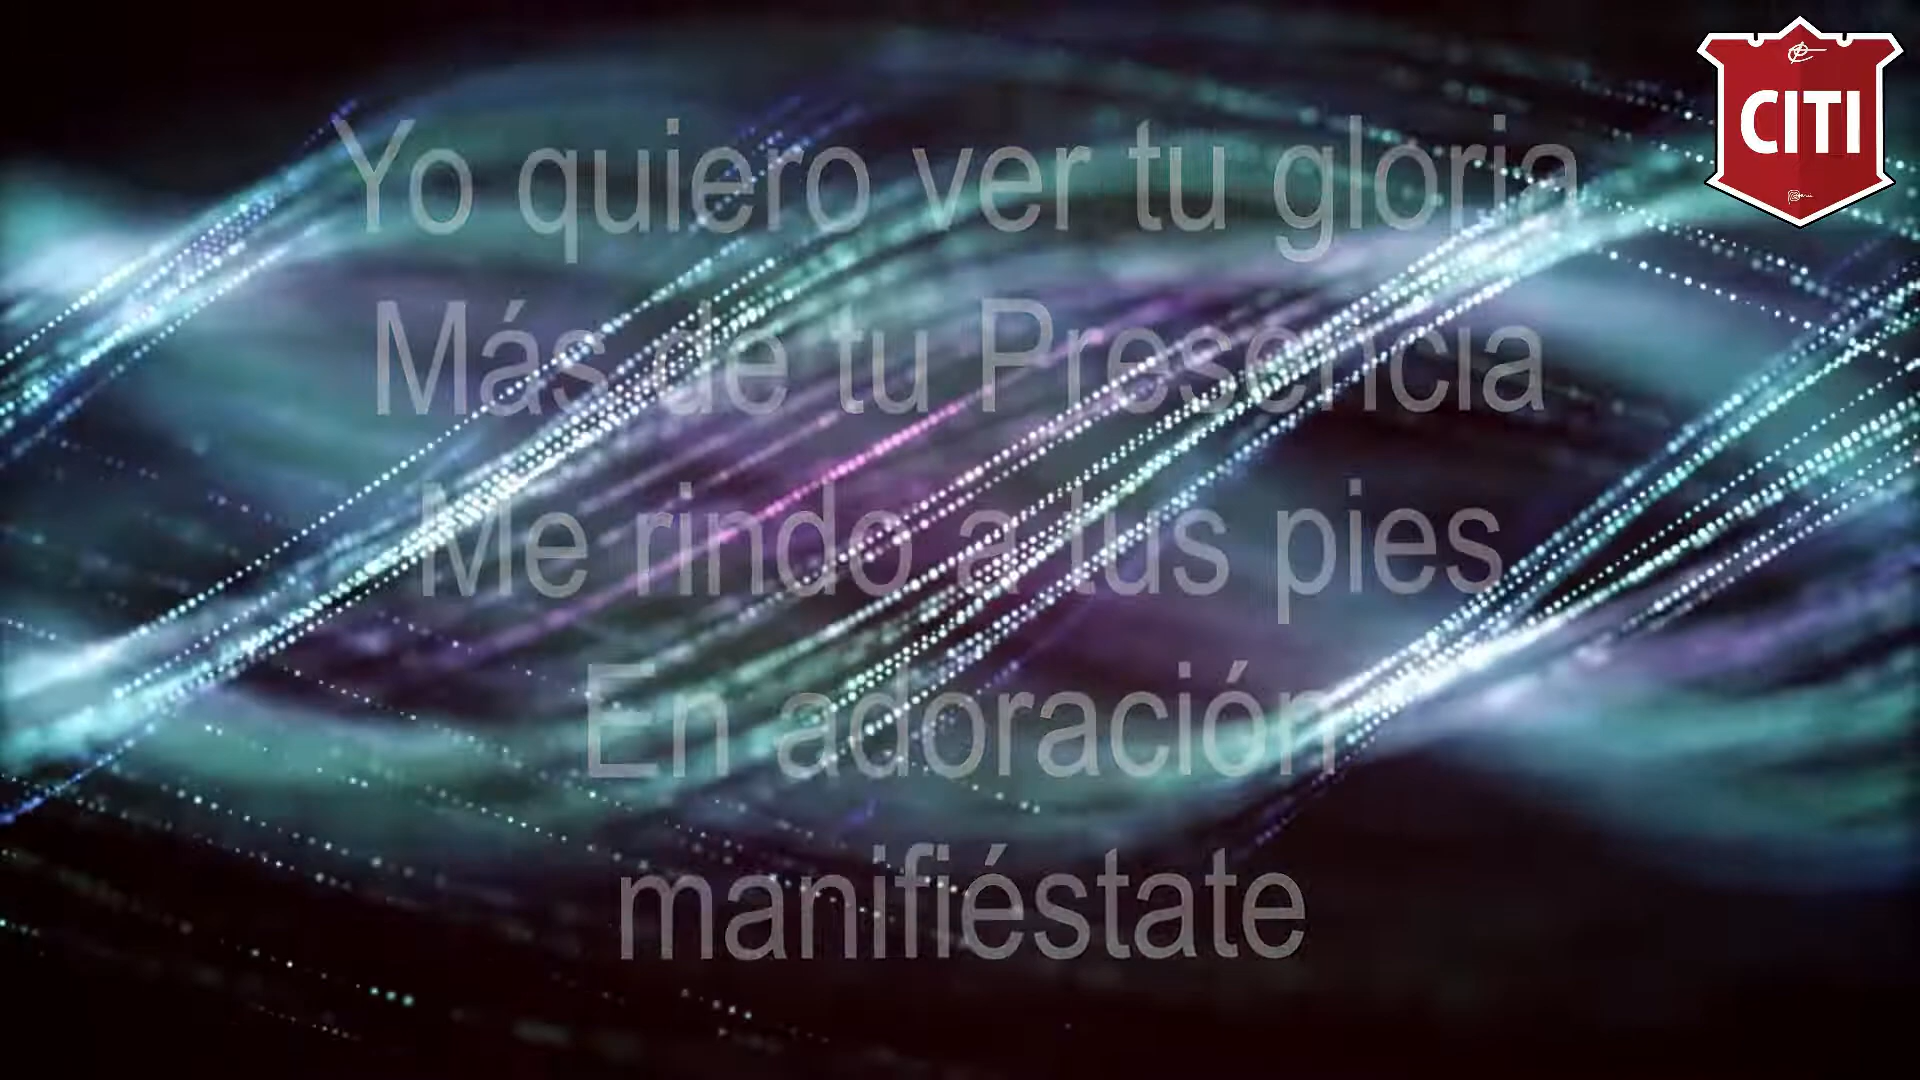 Yo quiero ver tu gloria
Más de tu Presencia
Me rindo a tus pies
En adoración
manifiéstate
CITI